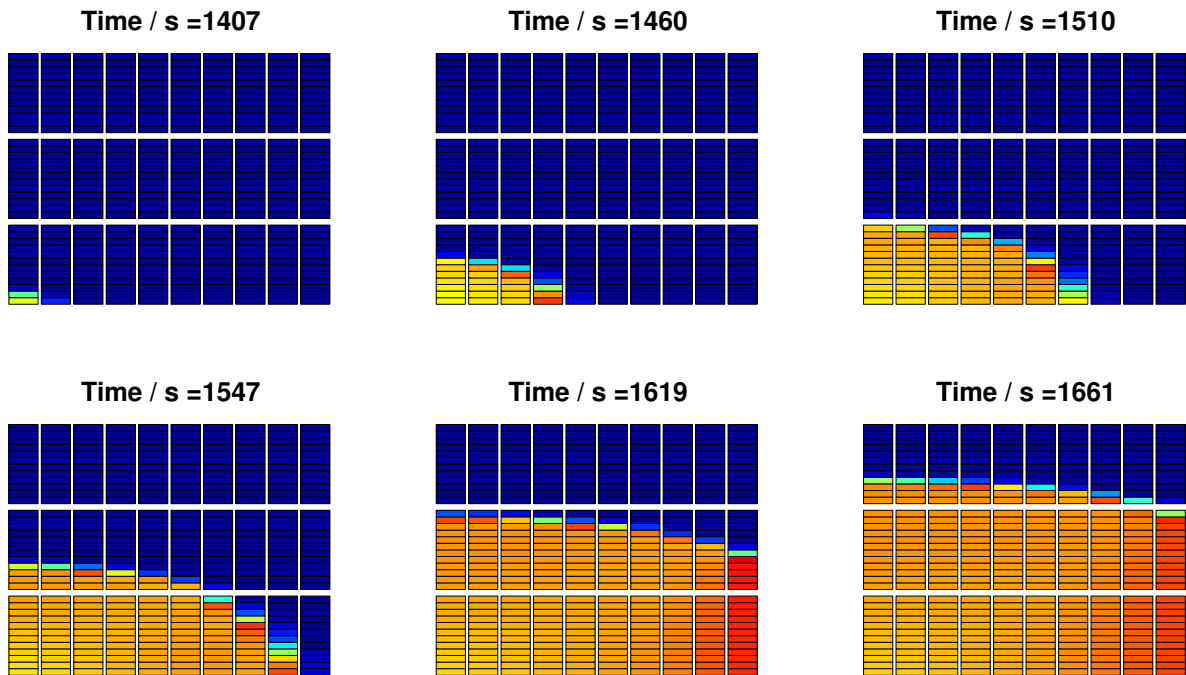 Time / s =1407
Time / s =1460
Time / s =1510
Time / s =1547
Time / s =1619
Time / s =1661